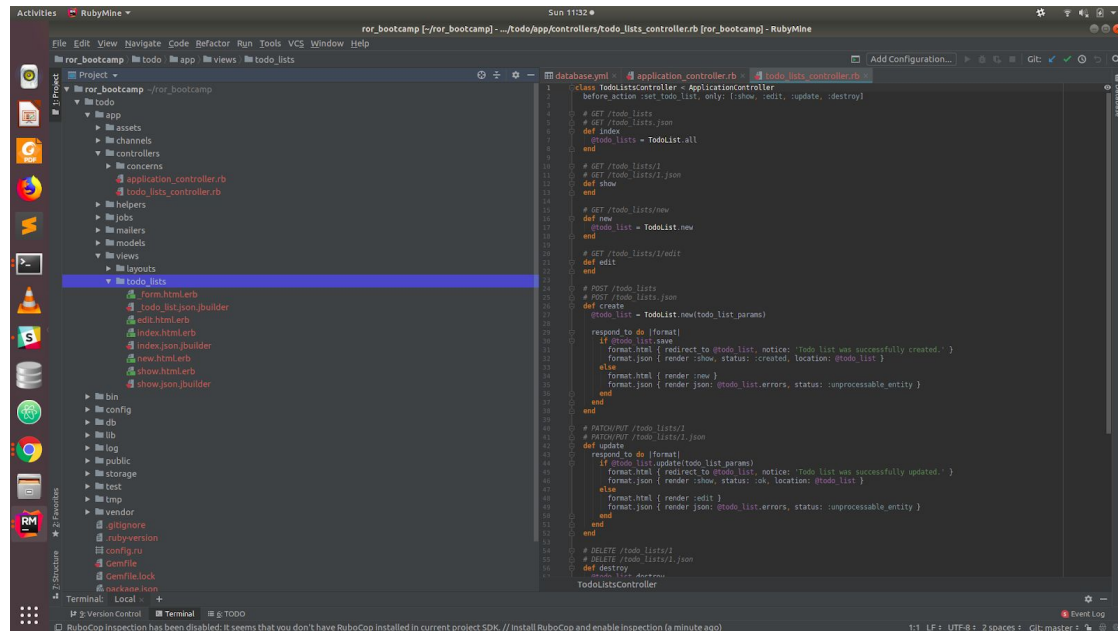 Activities
RubyMine
Sun 11:32
ror_bootcamp [~/ror_bootcamp] - .../todo/app/controllers/todo_lists_controller.rb [ror_bootcamp] - RubyMine
File Edit View Navigate Code Refactor Run Tools VCS Window Help
ror_bootcamp todo app views todo_lists
Add Configuration...
Git:
Project
1: Project
database.yml
application_controller.rb
todo_lists_controller.rb
ror_bootcamp ~/ror_bootcamp
todo
app
assets
channels
controllers
concerns
application_controller.rb
todo_lists_controller.rb
helpers
jobs
mailers
models
views
layouts
todo_lists
_form.html.erb
_todo_list.json.jbuilder
edit.html.erb
index.html.erb
index.json.jbuilder
new.html.erb
show.html.erb
show.json.jbuilder
bin
config
db
lib
log
public
storage
test
tmp
vendor
.gitignore
.ruby-version
config.ru
Gemfile
Gemfile.lock
package.json
class TodoListsController < ApplicationController
before_action :set_todo_list, only: [:show, :edit, :update, :destroy]
# GET /todo_lists
# GET /todo_lists.json
def index
@todo_lists = TodoList.all
end
# GET /todo_lists/1
# GET /todo_lists/1.json
def show
end
# GET /todo_lists/new
def new
@todo_list = TodoList.new
end
# GET /todo_lists/1/edit
def edit
end
# POST /todo_lists
# POST /todo_lists.json
def create
@todo_list = TodoList.new(todo_list_params)
respond_to do |format|
if @todo_list.save
format.html { redirect_to @todo_list, notice: 'Todo list was successfully created.' }
format.json { render :show, status: :created, location: @todo_list }
else
format.html { render :new }
format.json { render json: @todo_list.errors, status: :unprocessable_entity }
end
end
end
# PATCH/PUT /todo_lists/1
# PATCH/PUT /todo_lists/1.json
def update
respond_to do |format|
if @todo_list.update(todo_list_params)
format.html { redirect_to @todo_list, notice: 'Todo list was successfully updated.' }
format.json { render :show, status: :ok, location: @todo_list }
else
format.html { render :edit }
format.json { render json: @todo_list.errors, status: :unprocessable_entity }
end
end
end
# DELETE /todo_lists/1
# DELETE /todo_lists/1.json
def destroy
@todo_list.destroy
TodoListsController
2: Favorites
7: Structure
PDF
S
RM
Terminal: Local +
9: Version Control Terminal 6: TODO
Event Log
RuboCop inspection has been disabled: It seems that you don't have RuboCop installed in current project SDK. // Install RuboCop and enable inspection (a minute ago)
1:1 LF UTF-8 2 spaces Git: master